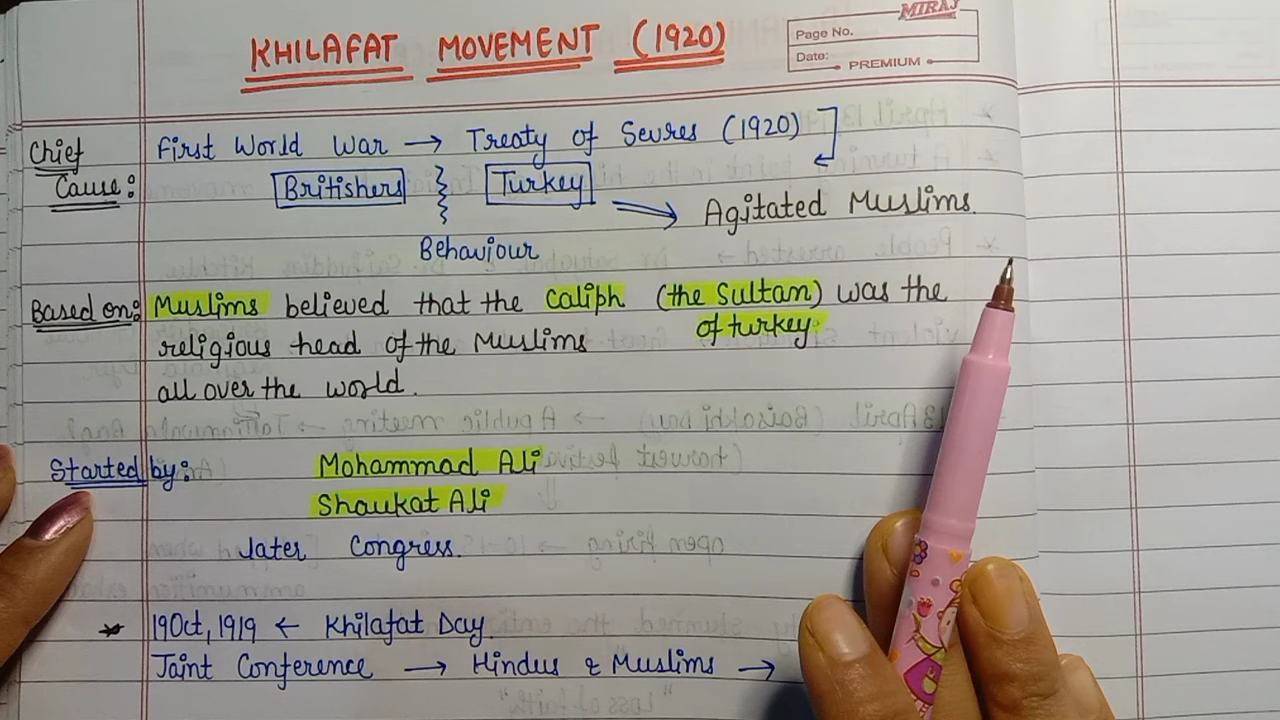 MIRAJ
Page No.
Date:
PREMIUM
KHILAFAT MOVEMENT (1920)
Chief Cause:
First World War → Treaty of Sevres (1920)
Britishers Turkey
Behaviour
⇒ Agitated Muslims.
Based on: Muslims believed that the Caliph (the Sultan) was the
of turkey
religious head of the Muslims
all over the world.
Started by: Mohammad Ali
Shaukat Ali
later Congress.
* 19Oct, 1919 ← Khilafat Day.
Joint Conference → Hindus & Muslims →